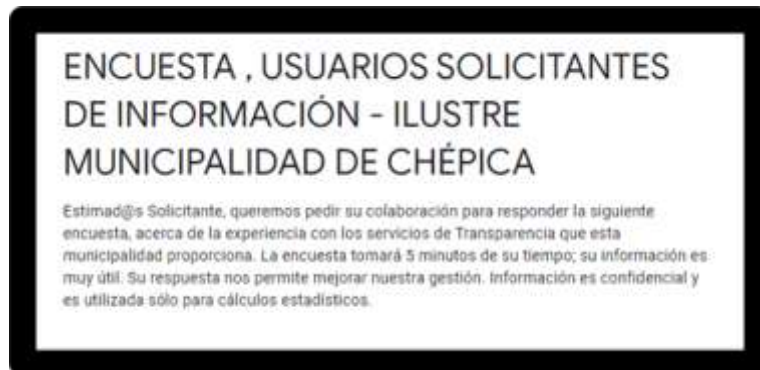 ENCUESTA , USUARIOS SOLICITANTES
DE INFORMACIÓN - ILUSTRE
MUNICIPALIDAD DE CHÉPICA
Estimad@s Solicitante, queremos pedir su colaboración para responder la siguiente
encuesta, acerca de la experiencia con los servicios de Transparencia que esta
municipalidad proporciona. La encuesta tomará 5 minutos de su tiempo; su información es
muy útil. Su respuesta nos permite mejorar nuestra gestión. Información es confidencial y
es utilizada sólo para cálculos estadísticos.